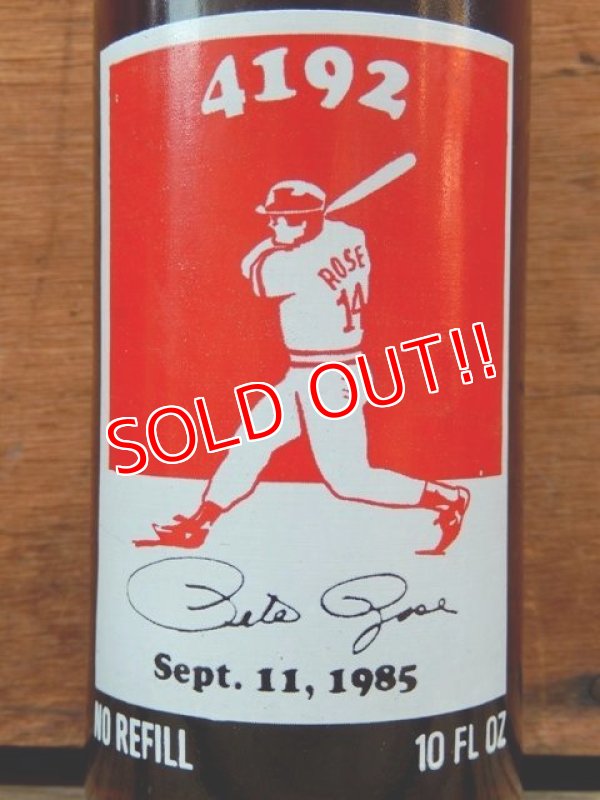 4192
ROSE
14
SOLD OUT!!
Pete Rose
Sept. 11, 1985
NO REFILL
10 FL OZ